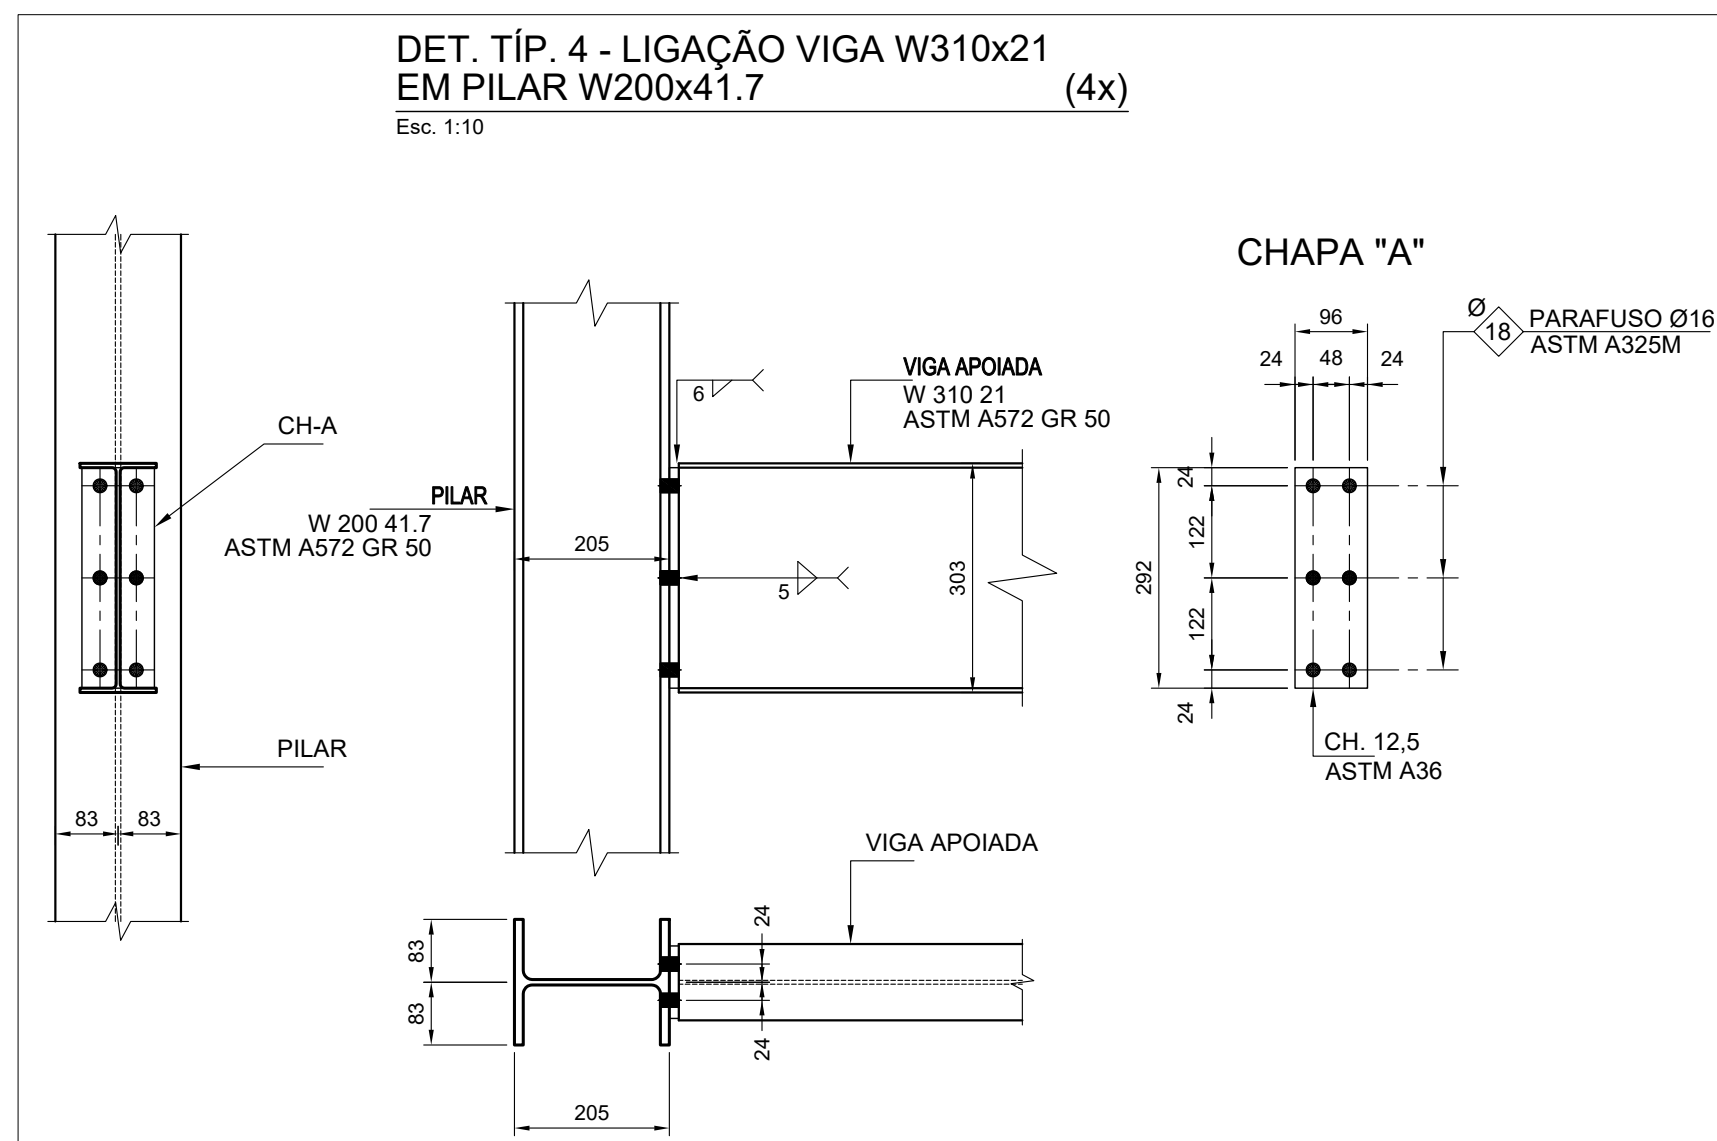 DET. TÍP. 4 - LIGAÇÃO VIGA W310x21
EM PILAR W200x41.7 (4x)
Esc. 1:10
CH-A
PILAR
83 83
PILAR
W 200 41.7
ASTM A572 GR 50
205
6
5
VIGA APOIADA
W 310 21
ASTM A572 GR 50
303
VIGA APOIADA
83
83
24
24
205
CHAPA "A"
96
24 48 24
24
122
292
122
24
Ø
18
PARAFUSO Ø16
ASTM A325M
CH. 12,5
ASTM A36